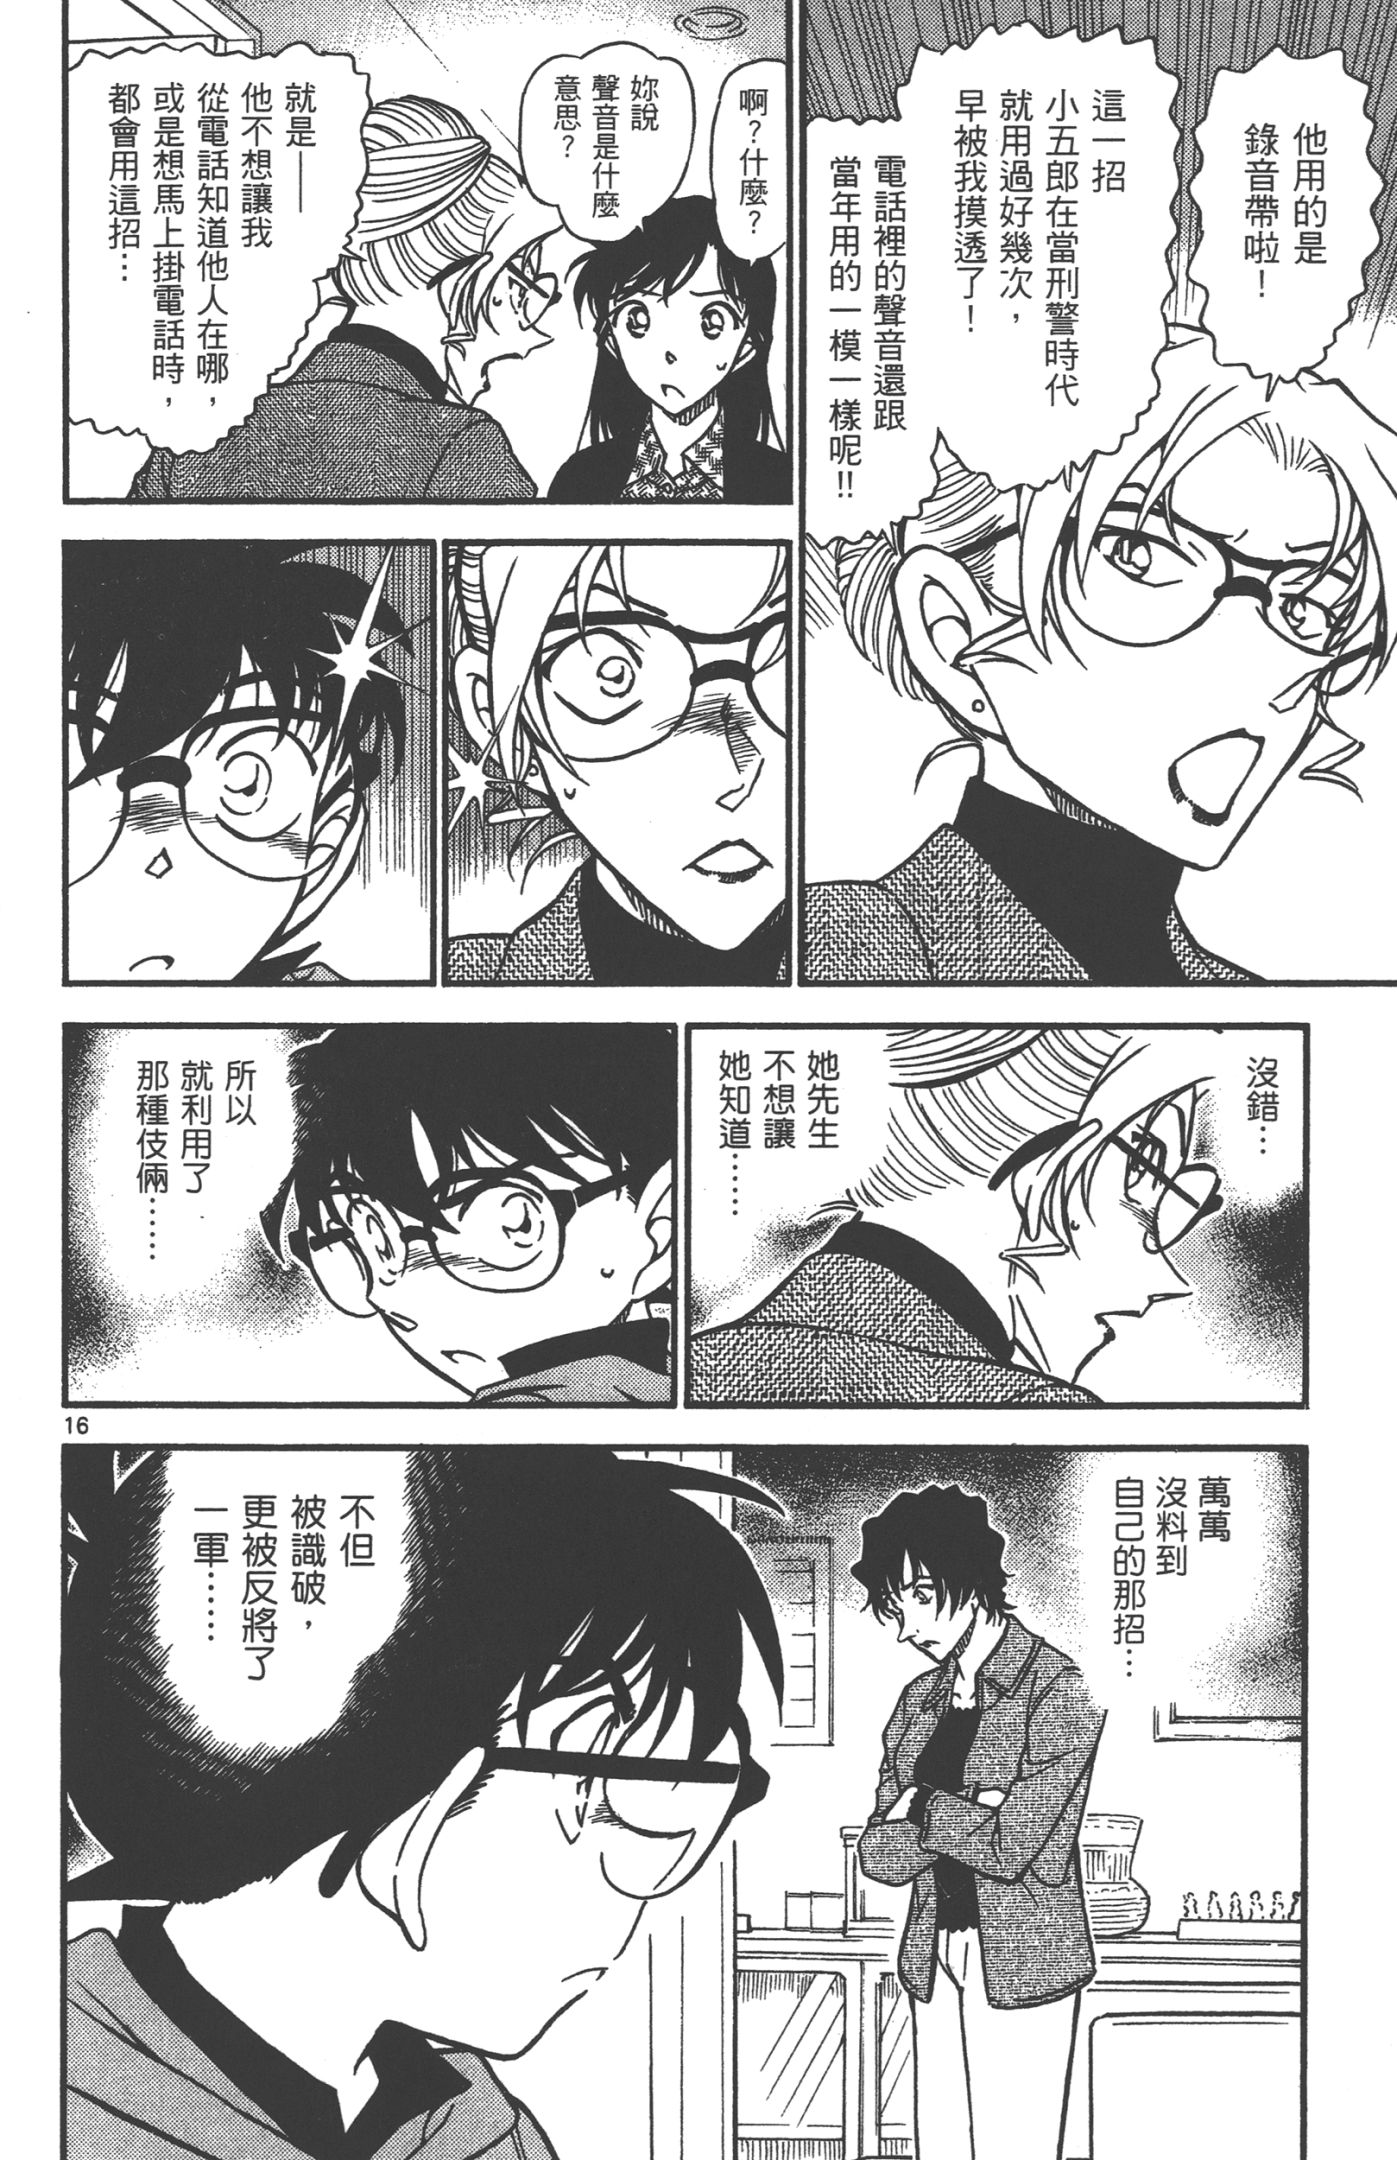 他用的是
錄音帶啦！
這一招
小五郎在當刑警時代
就用過好幾次，
早被我摸透了！
電話裡的聲音還跟
當年用的一模一樣呢!!
啊？什麼？
妳說
聲音是什麼
意思？
就是——
他不想讓我
從電話知道他人在哪，
或是想馬上掛電話時，
都會用這招…
沒錯…
她先生
不想讓
她知道……
所以
就利用了
那種伎倆……
16
萬萬
沒料到
自己的那招…
不但
被識破，
更被反將了
一軍……